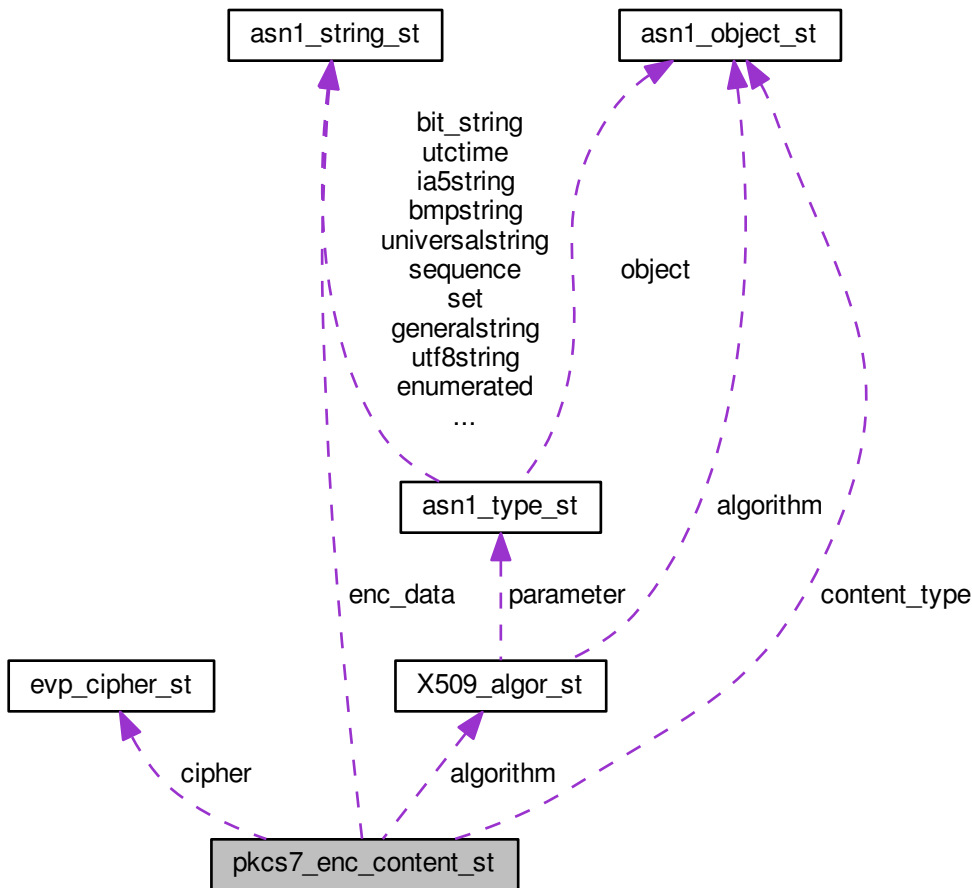 asn1_string_st
asn1_object_st
bit_string
utctime
ia5string
bmpstring
universalstring
sequence
set
generalstring
utf8string
enumerated
...
object
asn1_type_st
algorithm
enc_data
parameter
content_type
evp_cipher_st
X509_algor_st
cipher
algorithm
pkcs7_enc_content_st